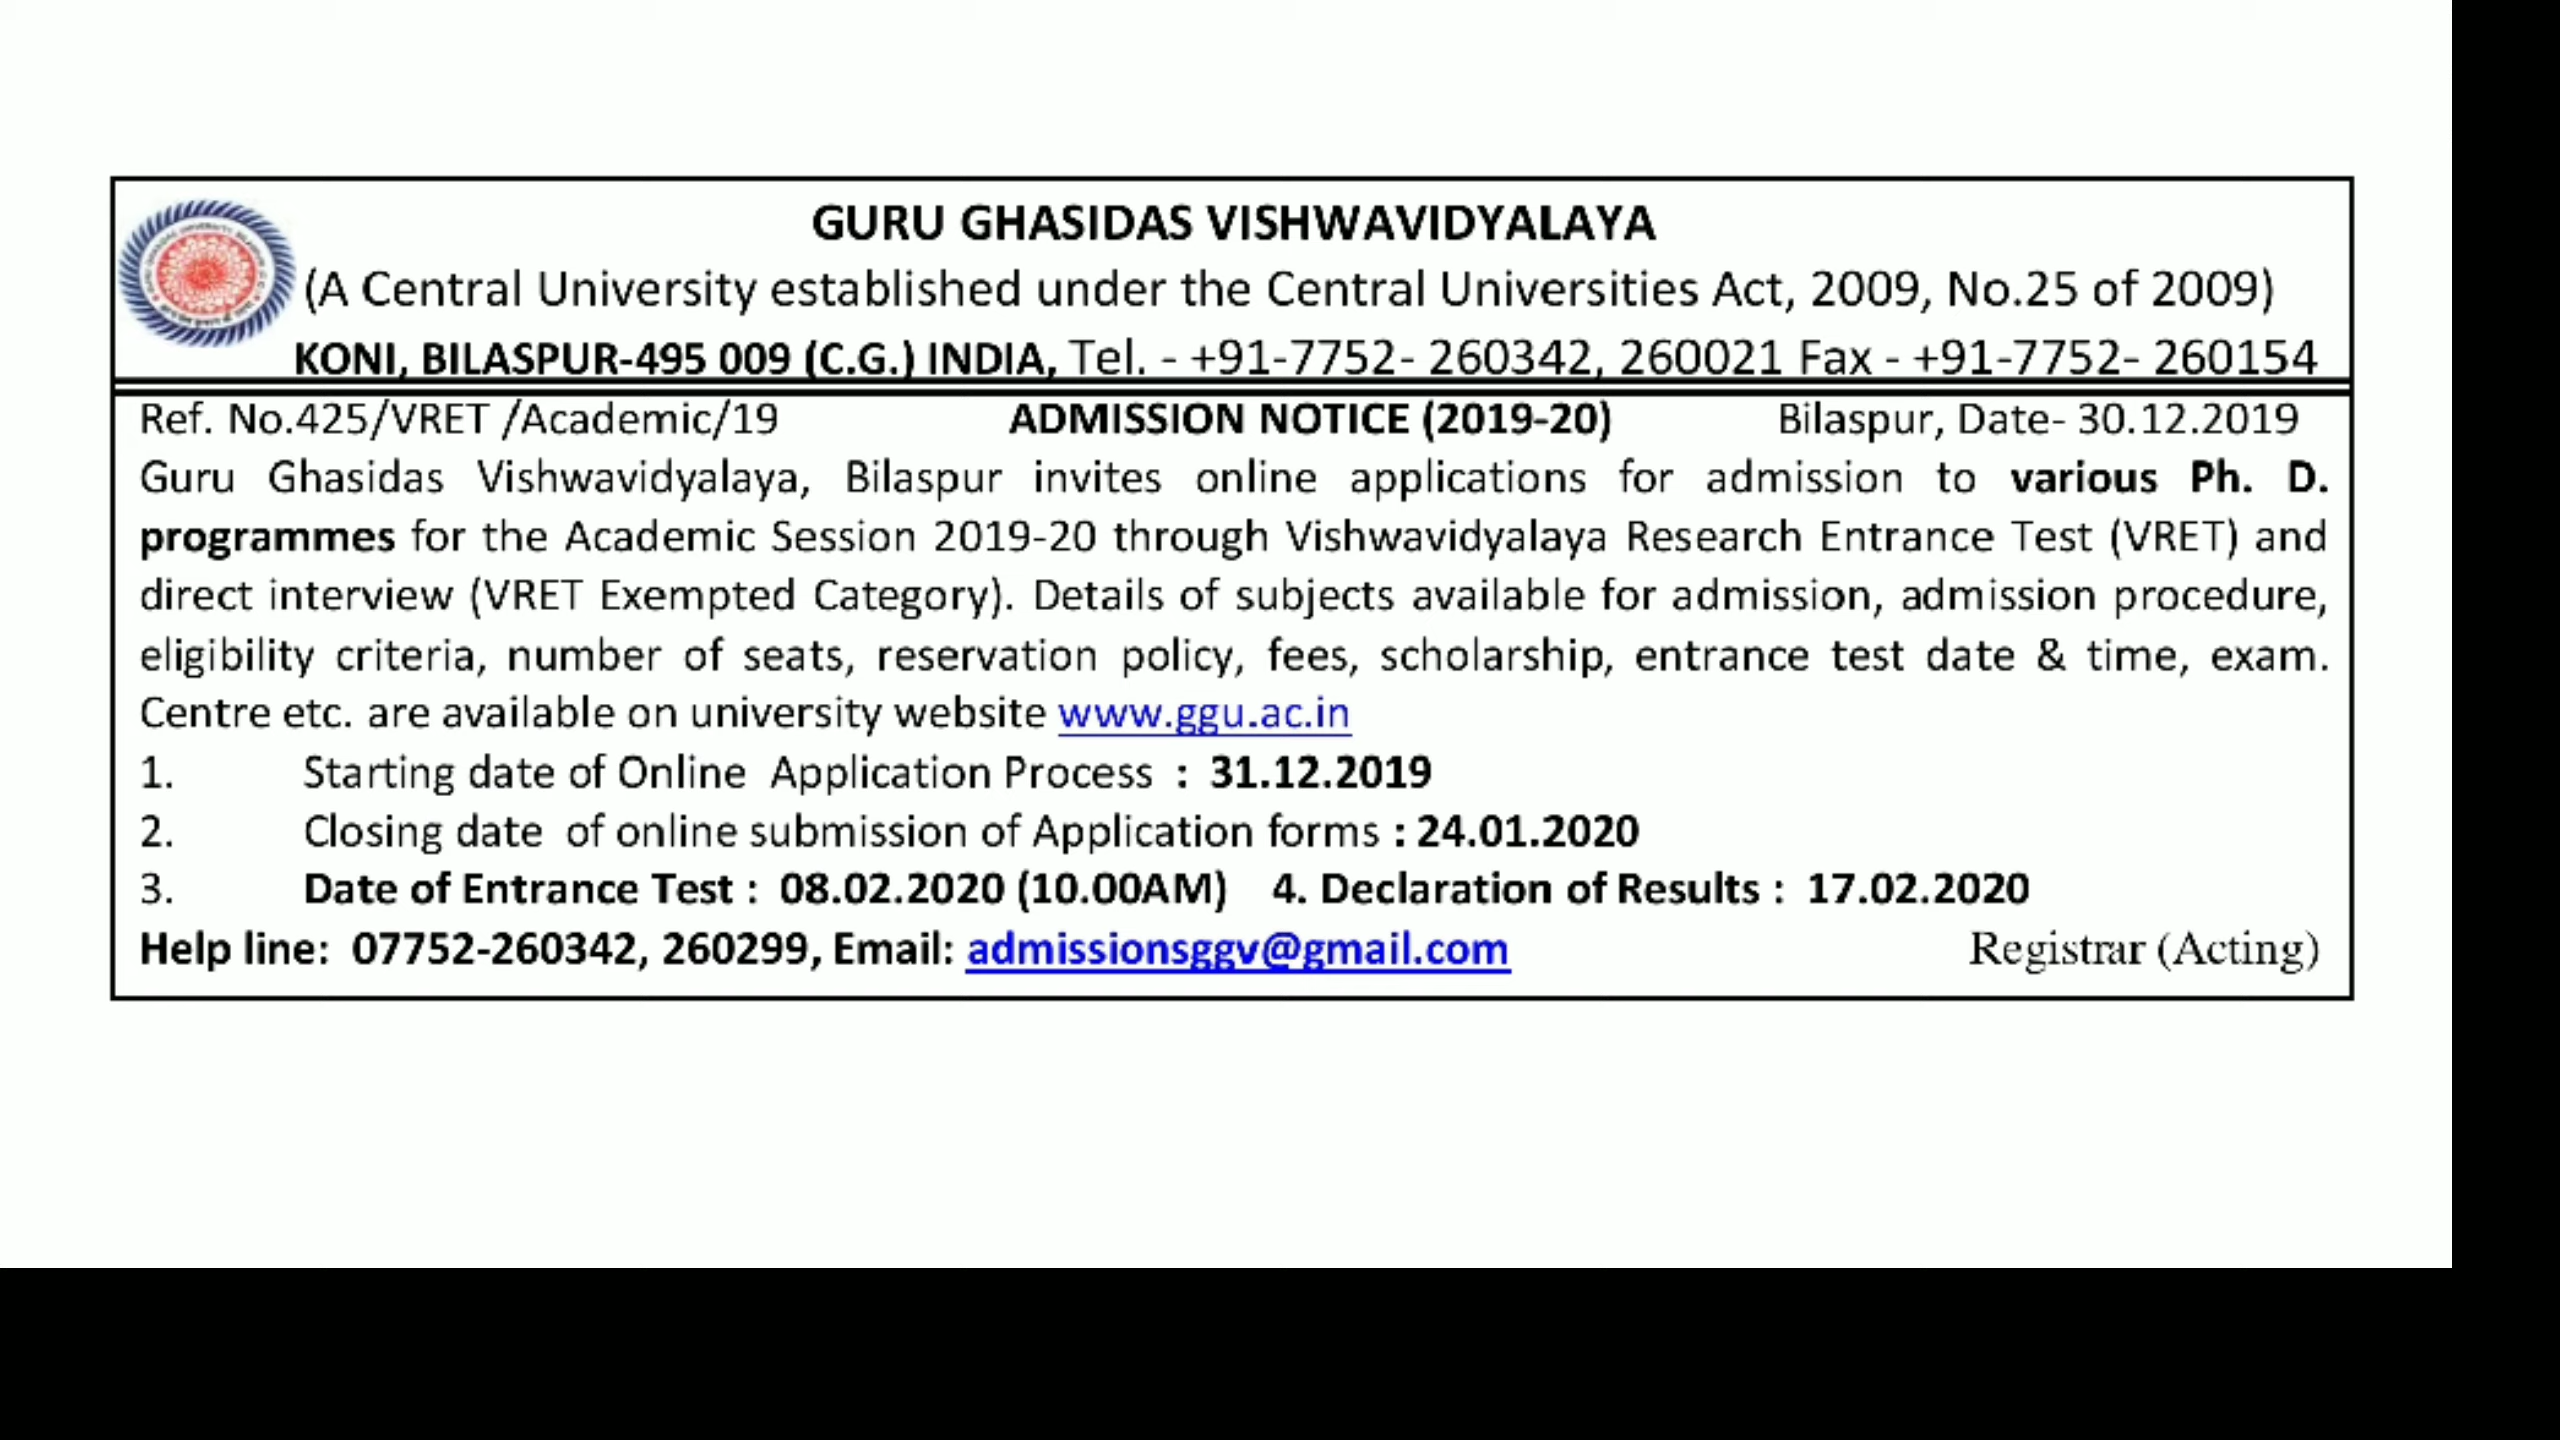 GURU GHASIDAS VISHWAVIDYALAYA
(A Central University established under the Central Universities Act, 2009, No.25 of 2009)
KONI, BILASPUR-495 009 (C.G.) INDIA, Tel. - +91-7752- 260342, 260021 Fax - +91-7752- 260154
Ref. No.425/VRET /Academic/19 ADMISSION NOTICE (2019-20) Bilaspur, Date- 30.12.2019
Guru Ghasidas Vishwavidyalaya, Bilaspur invites online applications for admission to various Ph. D.
programmes for the Academic Session 2019-20 through Vishwavidyalaya Research Entrance Test (VRET) and
direct interview (VRET Exempted Category). Details of subjects available for admission, admission procedure,
eligibility criteria, number of seats, reservation policy, fees, scholarship, entrance test date & time, exam.
Centre etc. are available on university website www.ggu.ac.in
1. Starting date of Online Application Process : 31.12.2019
2. Closing date of online submission of Application forms : 24.01.2020
3. Date of Entrance Test : 08.02.2020 (10.00AM) 4. Declaration of Results : 17.02.2020
Help line: 07752-260342, 260299, Email: admissionsggv@gmail.com Registrar (Acting)